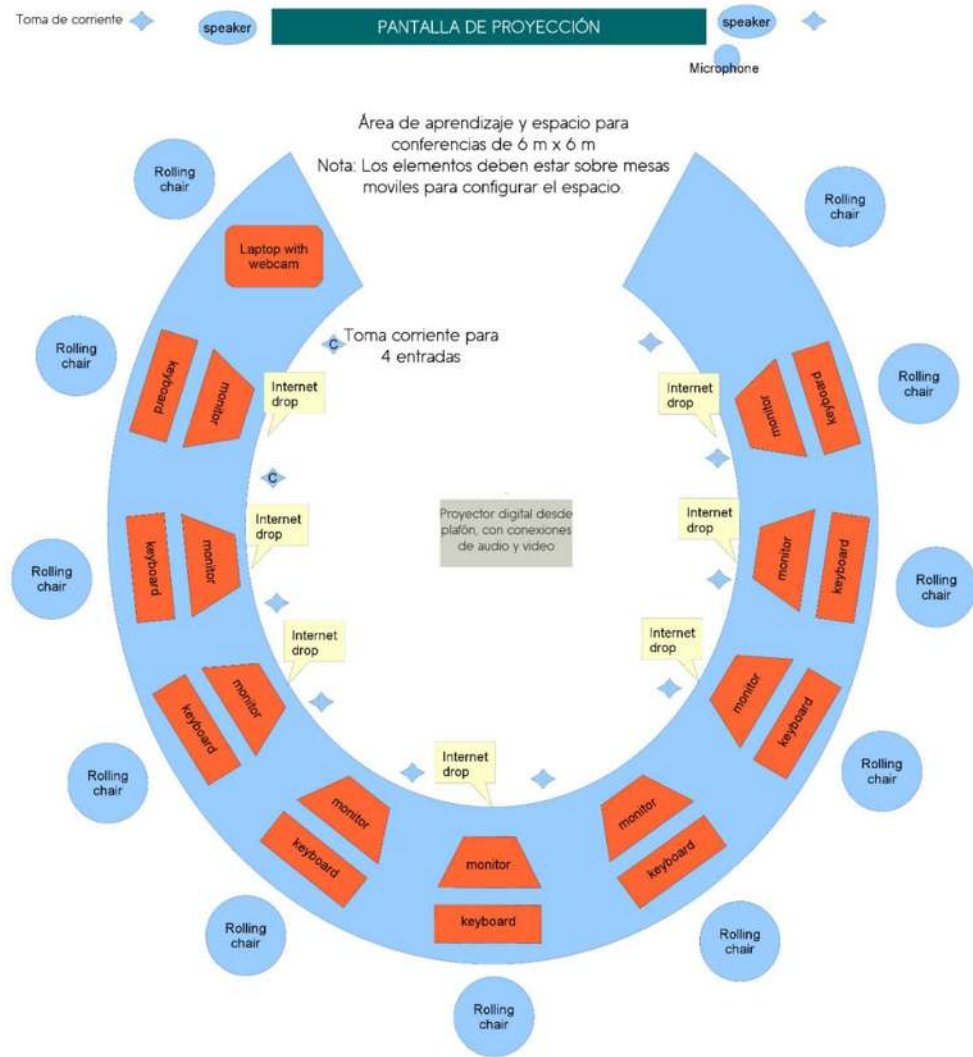 Toma de corriente
speaker
PANTALLA DE PROYECCIÓN
speaker
Microphone
Área de aprendizaje y espacio para
conferencias de 6 m x 6 m
Nota: Los elementos deben estar sobre mesas
moviles para configurar el espacio.
Rolling
chair
Rolling
chair
Laptop with
webcam
Rolling
chair
C
Toma corriente para
4 entradas
keyboard
monitor
Internet
drop
Internet
drop
monitor
keyboard
Rolling
chair
C
Rolling
chair
keyboard
monitor
Internet
drop
Proyector digital desde
plafón, con conexiones
de audio y video
Internet
drop
monitor
keyboard
Rolling
chair
Internet
drop
Internet
drop
keyboard
monitor
monitor
keyboard
Rolling
chair
Rolling
chair
Internet
drop
monitor
keyboard
monitor
keyboard
monitor
keyboard
Rolling
chair
Rolling
chair
Rolling
chair